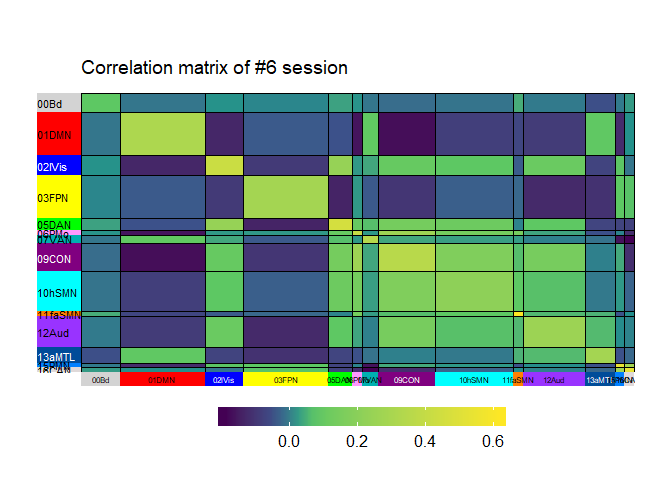 Correlation matrix of #6 session
00Bd
01DMN
02lVis
03FPN
05DAN
07VAN
09CON
10hSMN
11faSMN
12Aud
13aMTL
00Bd
01DMN
02lVis
03FPN
05DAN
09CON
10hSMN
11faSMN
12Aud
13aMTL
0.0 0.2 0.4 0.6